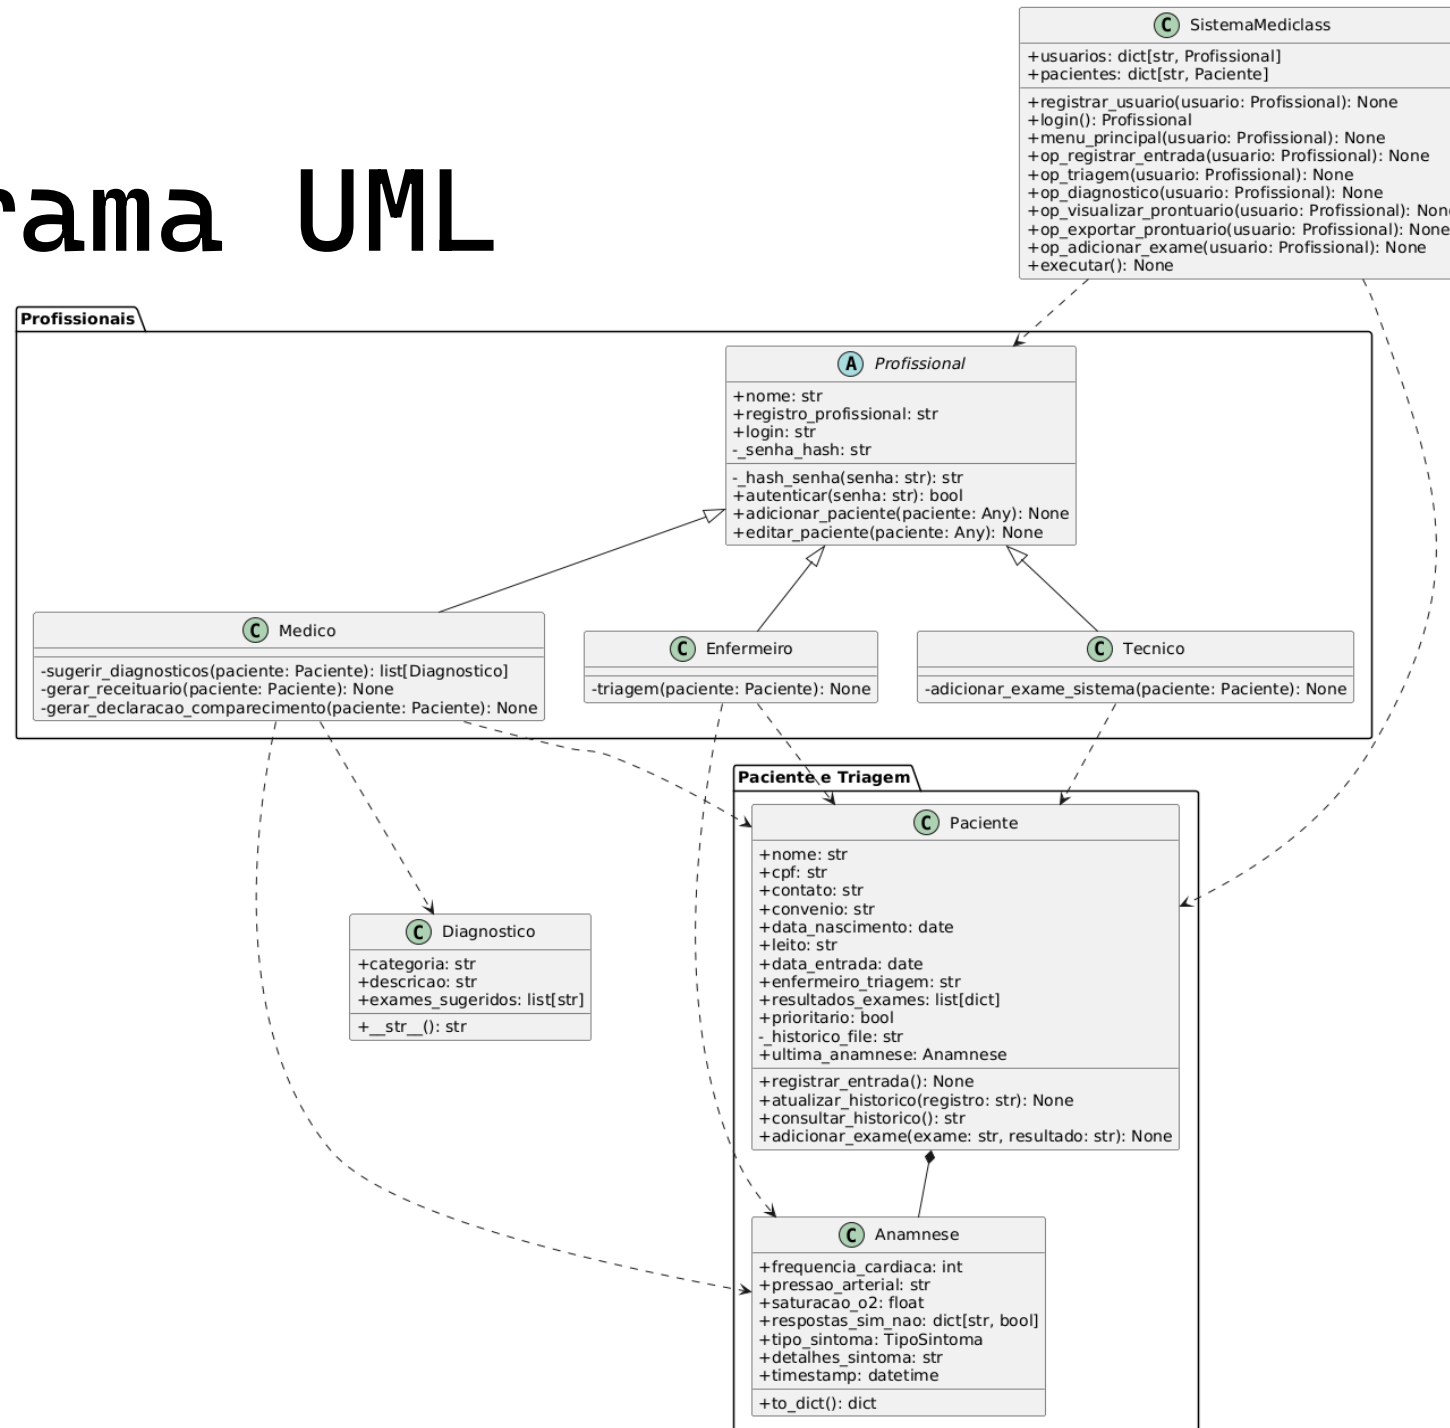 C SistemaMediclass
+usuarios: dict[str, Profissional]
+pacientes: dict[str, Paciente]
+registrar_usuario(usuario: Profissional): None
+login(): Profissional
+menu_principal(usuario: Profissional): None
+op_registrar_entrada(usuario: Profissional): None
+op_triagem(usuario: Profissional): None
+op_diagnostico(usuario: Profissional): None
+op_visualizar_prontuario(usuario: Profissional): Non
+op_exportar_prontuario(usuario: Profissional): None
+op_adicionar_exame(usuario: Profissional): None
+executar(): None
rama UML
Profissionais
A Profissional
+nome: str
+registro_profissional: str
+login: str
-_senha_hash: str
-_hash_senha(senha: str): str
+autenticar(senha: str): bool
+adicionar_paciente(paciente: Any): None
+editar_paciente(paciente: Any): None
C Medico
-sugerir_diagnosticos(paciente: Paciente): list[Diagnostico]
-gerar_receituario(paciente: Paciente): None
-gerar_declaracao_comparecimento(paciente: Paciente): None
C Enfermeiro
-triagem(paciente: Paciente): None
C Tecnico
-adicionar_exame_sistema(paciente: Paciente): None
Paciente e Triagem
C Paciente
+nome: str
+cpf: str
+contato: str
+convenio: str
+data_nascimento: date
+leito: str
+data_entrada: date
+enfermeiro_triagem: str
+resultados_exames: list[dict]
+prioritario: bool
-_historico_file: str
+ultima_anamnese: Anamnese
+registrar_entrada(): None
+atualizar_historico(registro: str): None
+consultar_historico(): str
+adicionar_exame(exame: str, resultado: str): None
C Diagnostico
+categoria: str
+descricao: str
+exames_sugeridos: list[str]
+__str__(): str
C Anamnese
+frequencia_cardiaca: int
+pressao_arterial: str
+saturacao_o2: float
+respostas_sim_nao: dict[str, bool]
+tipo_sintoma: TipoSintoma
+detalhes_sintoma: str
+timestamp: datetime
+to_dict(): dict